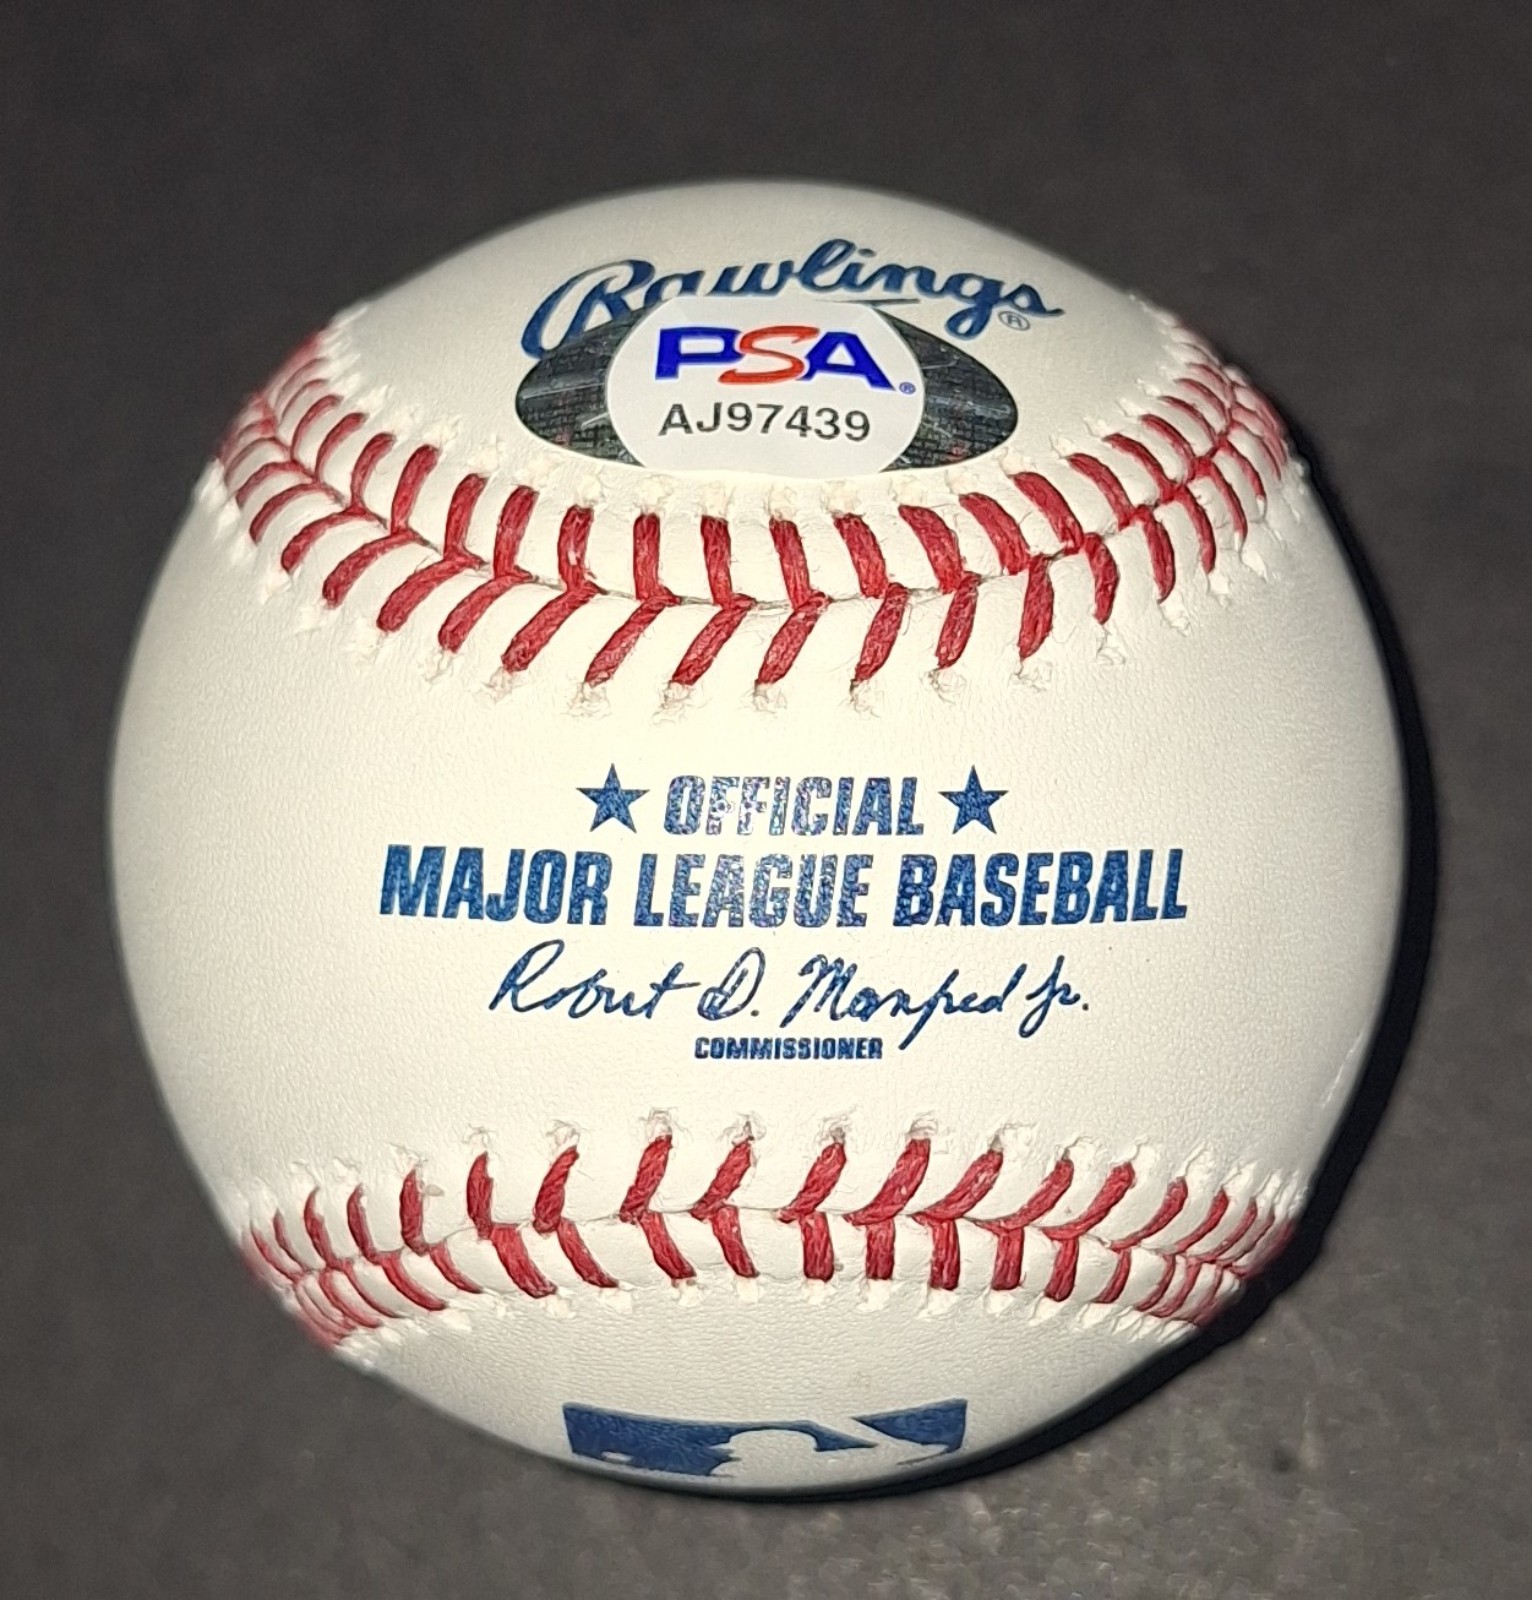 Rawlings®
PSA®
AJ97439
★ OFFICIAL ★
MAJOR LEAGUE BASEBALL
Robert D. Manfred Jr.
COMMISSIONER